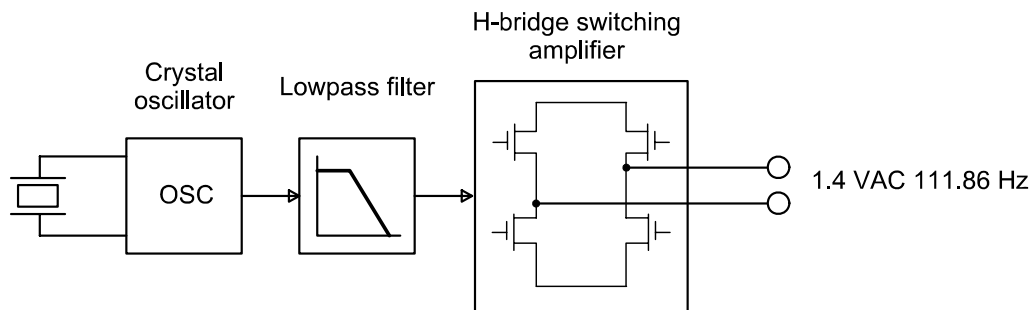 H-bridge switching
amplifier
Crystal
oscillator
Lowpass filter
OSC
1.4 VAC 111.86 Hz